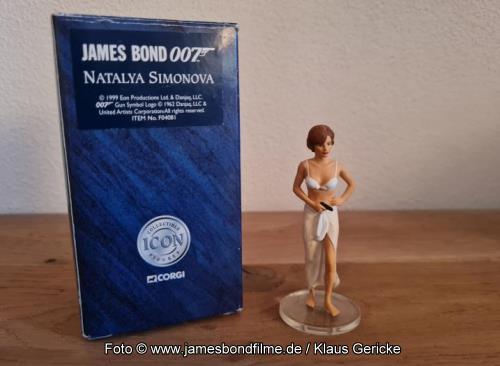 JAMES BOND 007
NATALYA SIMONOVA
© 1999 Eon Productions Ltd. & Danjaq, LLC.
007 Gun Symbol Logo © 1962 Danjaq, LLC &
United Artists Corporation•All rights reserved.
ITEM No. F04081
COLLECTIBLE
ICON
CORGI
Foto © www.jamesbondfilme.de / Klaus Gericke